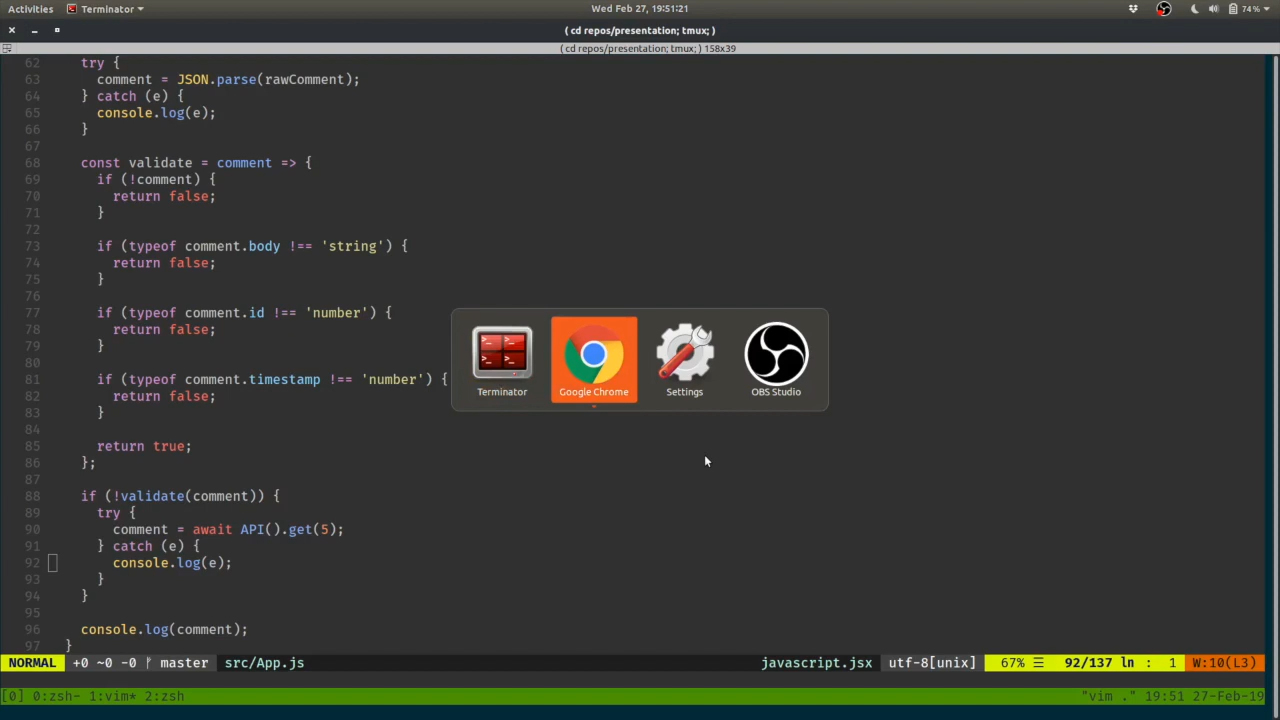 Activities Terminator Wed Feb 27, 19:51:21 74%
( cd repos/presentation; tmux; )
( cd repos/presentation; tmux; ) 158x39
62 try {
63 comment = JSON.parse(rawComment);
64 } catch (e) {
65 console.log(e);
66 }
67
68 const validate = comment => {
69 if (!comment) {
70 return false;
71 }
72
73 if (typeof comment.body !== 'string') {
74 return false;
75 }
76
77 if (typeof comment.id !== 'number') {
78 return false;
79 }
80
81 if (typeof comment.timestamp !== 'number') {
82 return false;
83 }
84
85 return true;
86 };
87
88 if (!validate(comment)) {
89 try {
90 comment = await API().get(5);
91 } catch (e) {
92 console.log(e);
93 }
94 }
95
96 console.log(comment);
97 }
Terminator Google Chrome Settings OBS Studio
NORMAL +0 ~0 -0 master src/App.js javascript.jsx utf-8[unix] 67% ☰ 92/137 ln : 1 W:10(L3)
[0] 0:zsh- 1:vim* 2:zsh "vim ." 19:51 27-Feb-19